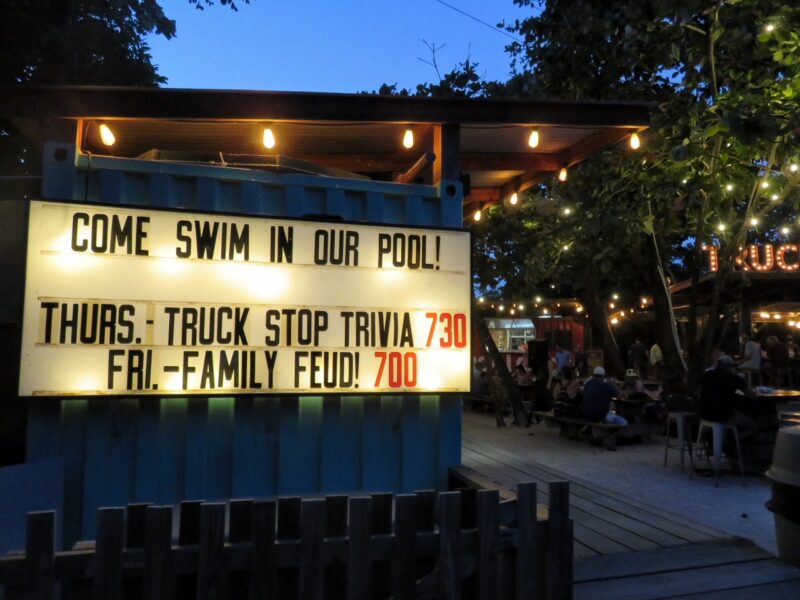 COME SWIM IN OUR POOL!
THURS.- TRUCK STOP TRIVIA 730
FRI.-FAMILY FEUD! 700
TRUC